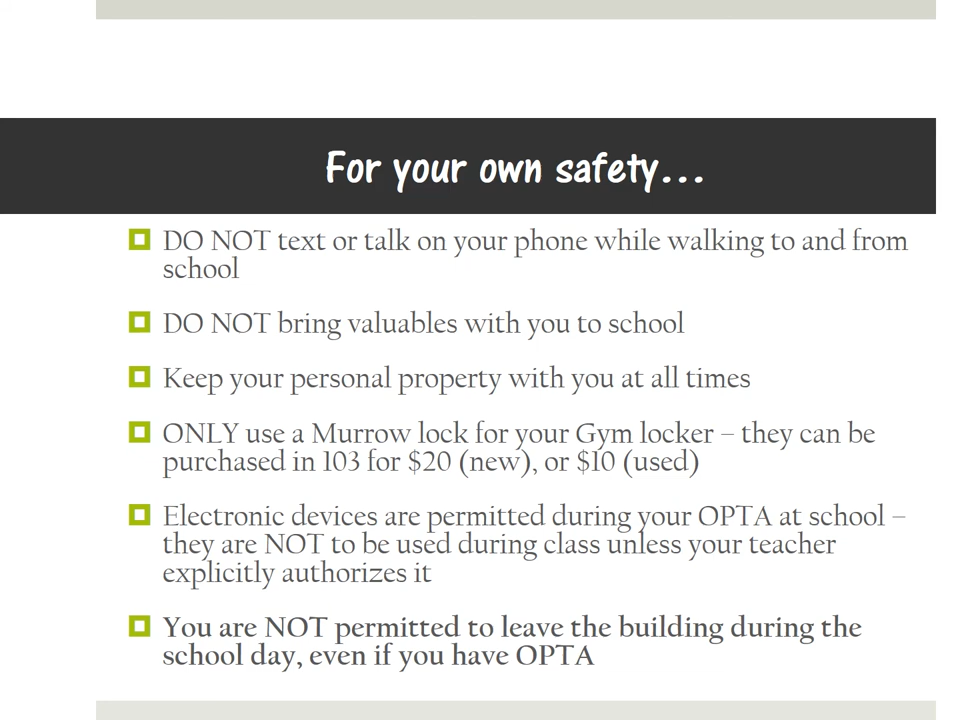 For your own safety...
DO NOT text or talk on your phone while walking to and from
school
DO NOT bring valuables with you to school
Keep your personal property with you at all times
ONLY use a Murrow lock for your Gym locker – they can be
purchased in 103 for $20 (new), or $10 (used)
Electronic devices are permitted during your OPTA at school –
they are NOT to be used during class unless your teacher
explicitly authorizes it
You are NOT permitted to leave the building during the
school day, even if you have OPTA